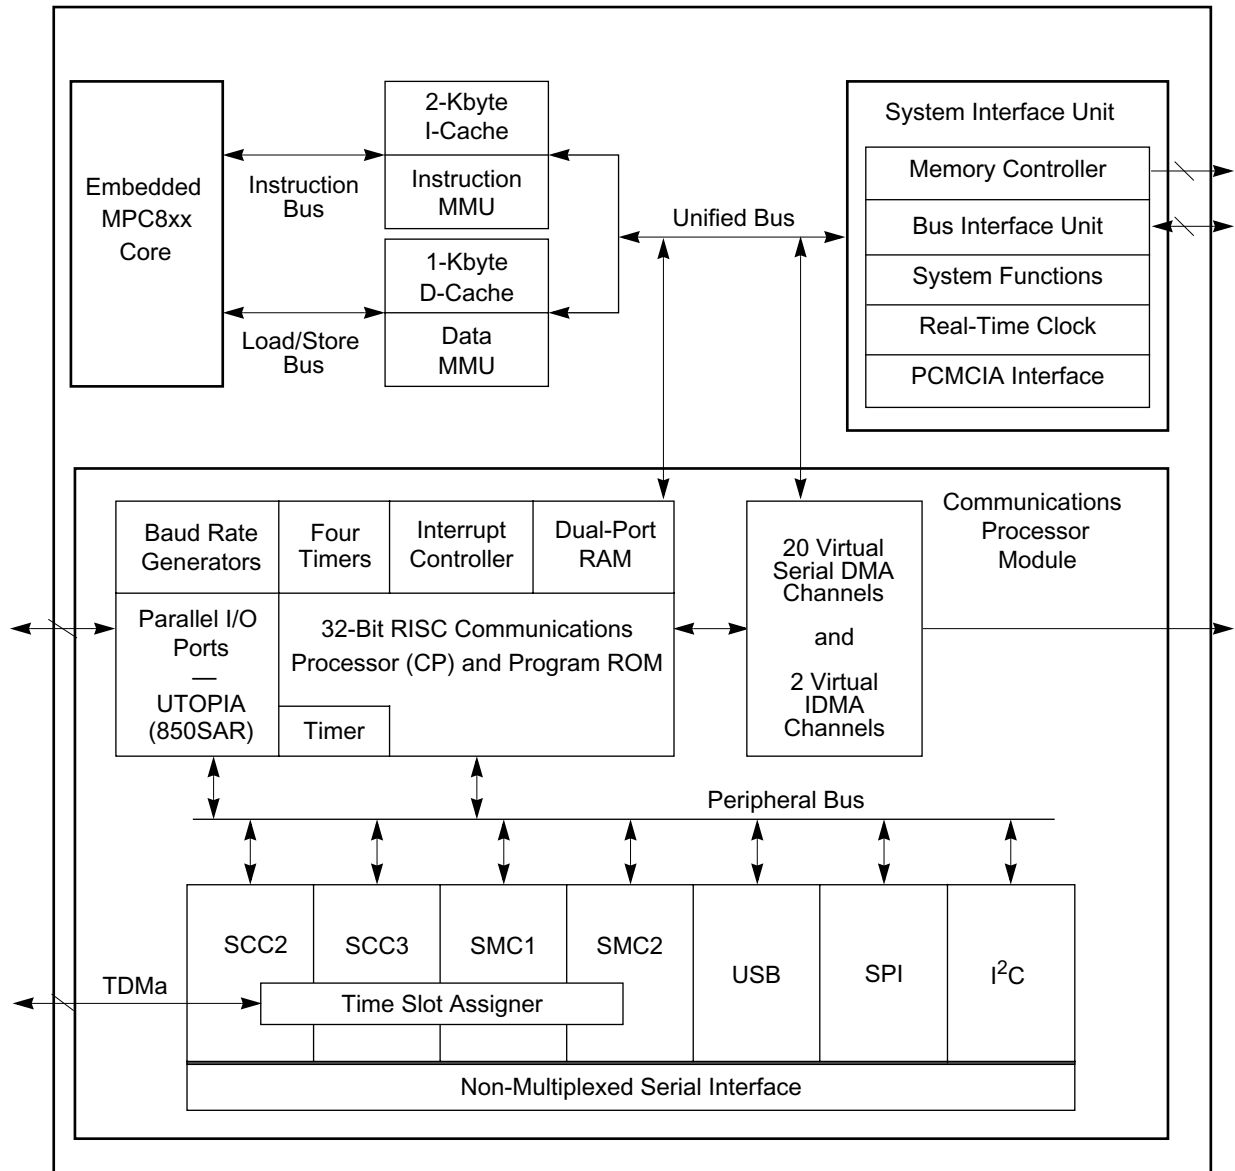 2-Kbyte
I-Cache
Instruction
MMU
Embedded
MPC8xx
Core
Instruction
Bus
1-Kbyte
D-Cache
Data
MMU
Load/Store
Bus
Unified Bus
System Interface Unit
Memory Controller
Bus Interface Unit
System Functions
Real-Time Clock
PCMCIA Interface
Communications
Processor
Module
Baud Rate
Generators
Four
Timers
Interrupt
Controller
Dual-Port
RAM
Parallel I/O
Ports
—
UTOPIA
(850SAR)
32-Bit RISC Communications
Processor (CP) and Program ROM
Timer
20 Virtual
Serial DMA
Channels
and
2 Virtual
IDMA
Channels
Peripheral Bus
SCC2
SCC3
SMC1
SMC2
USB
SPI
I²C
TDMa
Time Slot Assigner
Non-Multiplexed Serial Interface